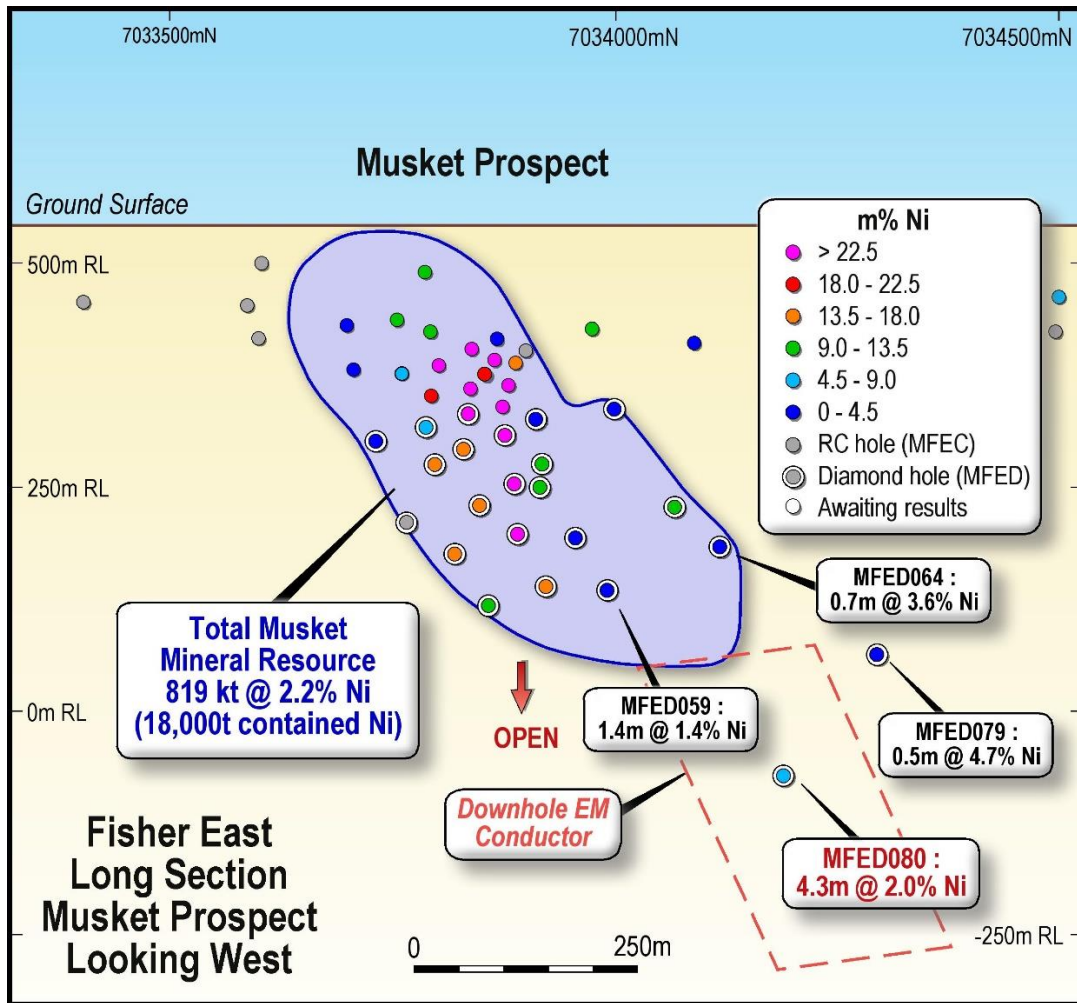 7033500mN
7034000mN
7034500mN
Musket Prospect
Ground Surface
500m RL
250m RL
0m RL
-250m RL
m% Ni
> 22.5
18.0 - 22.5
13.5 - 18.0
9.0 - 13.5
4.5 - 9.0
0 - 4.5
RC hole (MFEC)
Diamond hole (MFED)
Awaiting results
MFED064 :
0.7m @ 3.6% Ni
Total Musket
Mineral Resource
819 kt @ 2.2% Ni
(18,000t contained Ni)
OPEN
MFED059 :
1.4m @ 1.4% Ni
MFED079 :
0.5m @ 4.7% Ni
Downhole EM
Conductor
MFED080 :
4.3m @ 2.0% Ni
Fisher East
Long Section
Musket Prospect
Looking West
0
250m